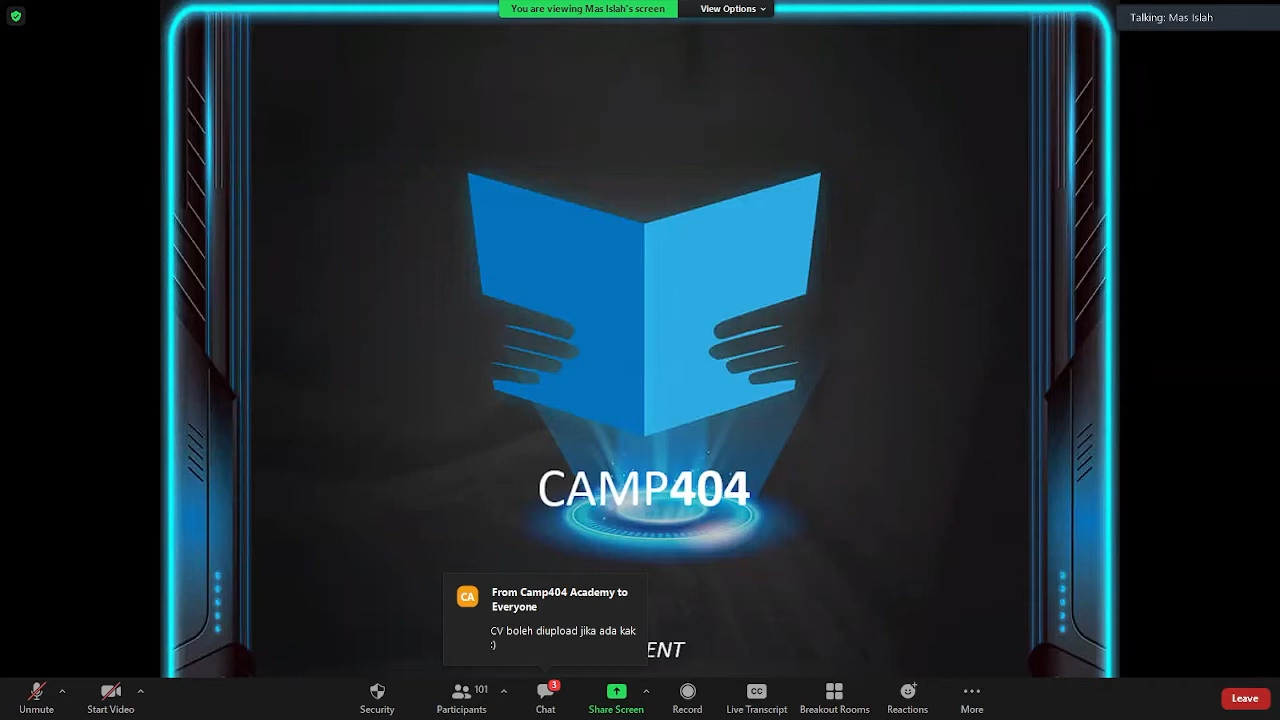 You are viewing Mas Islah's screen
View Options
Talking: Mas Islah
CAMP404
From Camp404 Academy to
Everyone
CA
CV boleh diupload jika ada kak
:)
ENT
101
3
Unmute
Start Video
Security
Participants
Chat
Share Screen
Record
CC
Live Transcript
Breakout Rooms
Reactions
More
Leave